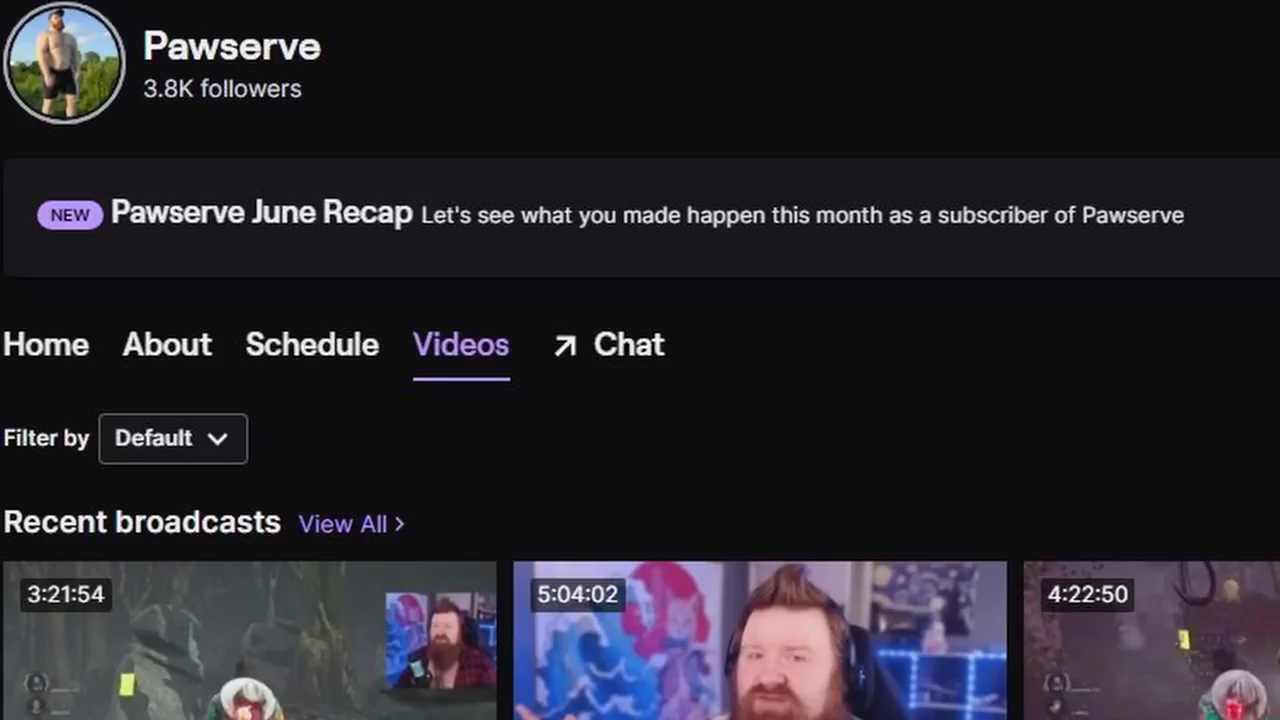 Pawserve
3.8K followers
NEW Pawserve June Recap Let's see what you made happen this month as a subscriber of Pawserve
Home About Schedule Videos Chat
Filter by Default
Recent broadcasts View All
3:21:54 5:04:02 4:22:50